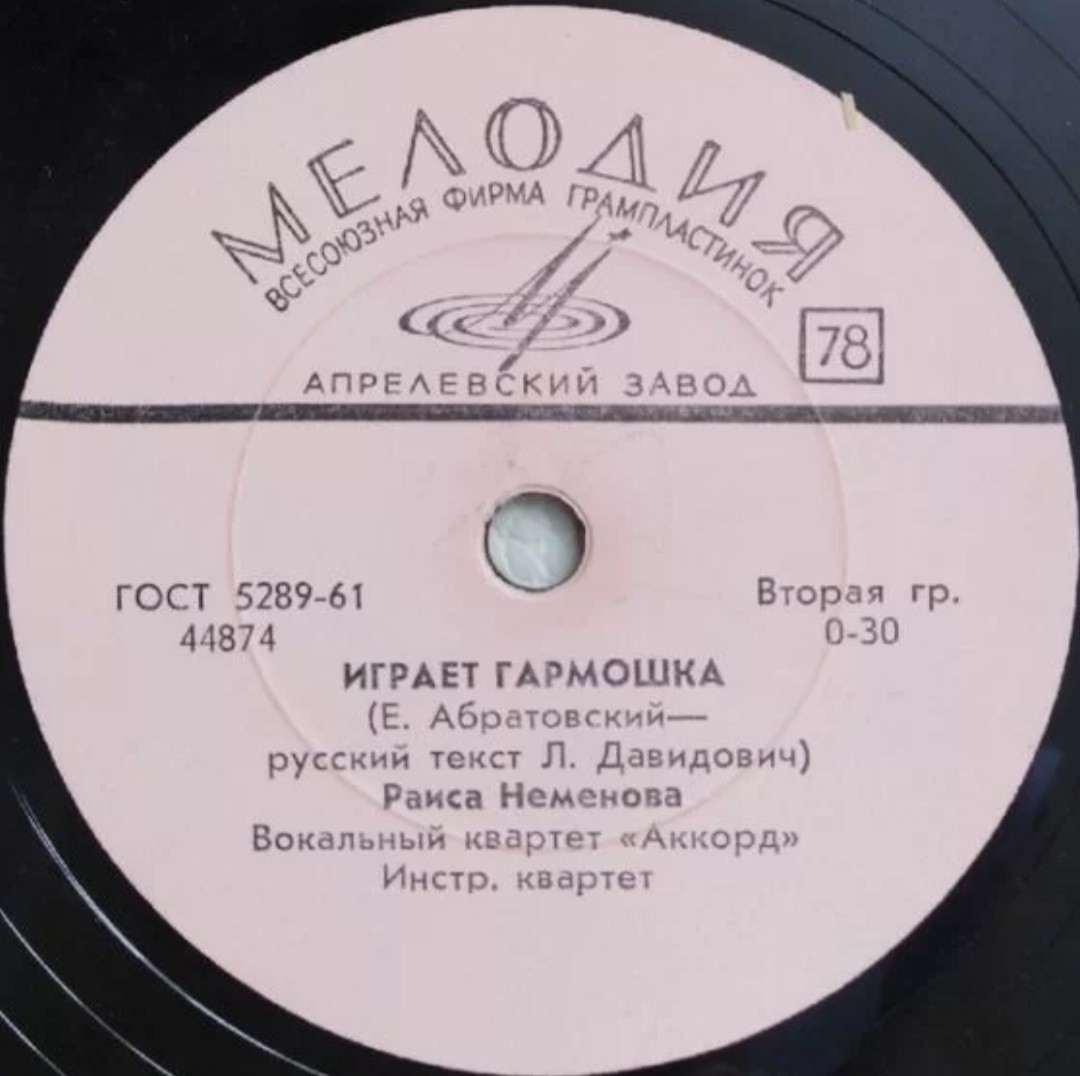 МЕЛОДИЯ
ВСЕСОЮЗНАЯ ФИРМА ГРАМПЛАСТИНОК
78
АПРЕЛЕВСКИЙ ЗАВОД
ГОСТ 5289-61
44874
Вторая гр.
0-30
ИГРАЕТ ГАРМОШКА
(Е. Абратовский—
русский текст Л. Давидович)
Раиса Неменова
Вокальный квартет «Аккорд»
Инстр. квартет